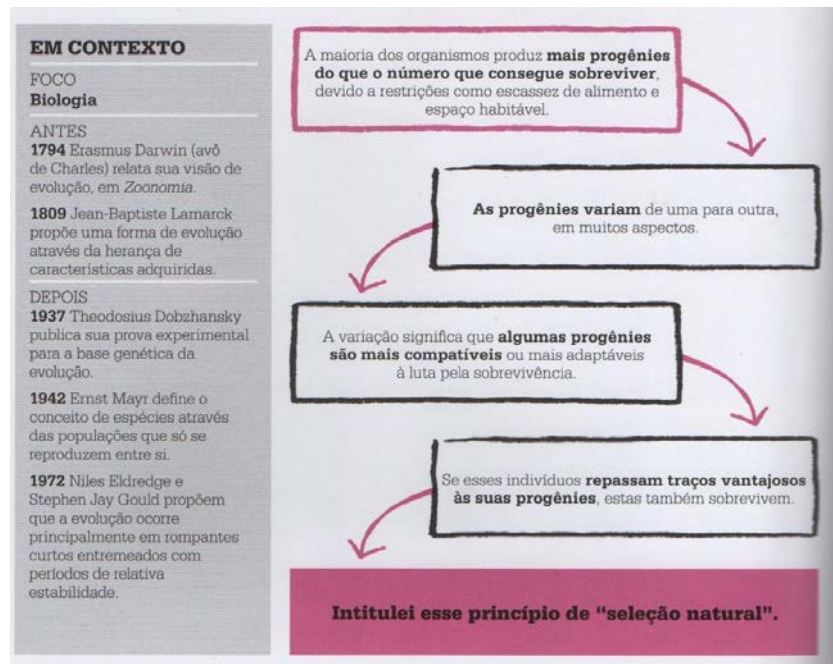 EM CONTEXTO
FOCO
Biologia
ANTES
1794 Erasmus Darwin (avô
de Charles) relata sua visão de
evolução, em Zoonomia.
1809 Jean-Baptiste Lamarck
propõe uma forma de evolução
através da herança de
características adquiridas.
DEPOIS
1937 Theodosius Dobzhansky
publica sua prova experimental
para a base genética da
evolução.
1942 Ernst Mayr define o
conceito de espécies através
das populações que só se
reproduzem entre si.
1972 Niles Eldredge e
Stephen Jay Gould propõem
que a evolução ocorre
principalmente em rompantes
curtos entremeados com
períodos de relativa
estabilidade.
A maioria dos organismos produz mais progênies
do que o número que consegue sobreviver,
devido a restrições como escassez de alimento e
espaço habitável.
As progênies variam de uma para outra,
em muitos aspectos.
A variação significa que algumas progênies
são mais compatíveis ou mais adaptáveis
à luta pela sobrevivência.
Se esses indivíduos repassam traços vantajosos
às suas progênies, estas também sobrevivem.
Intitulei esse princípio de “seleção natural”.